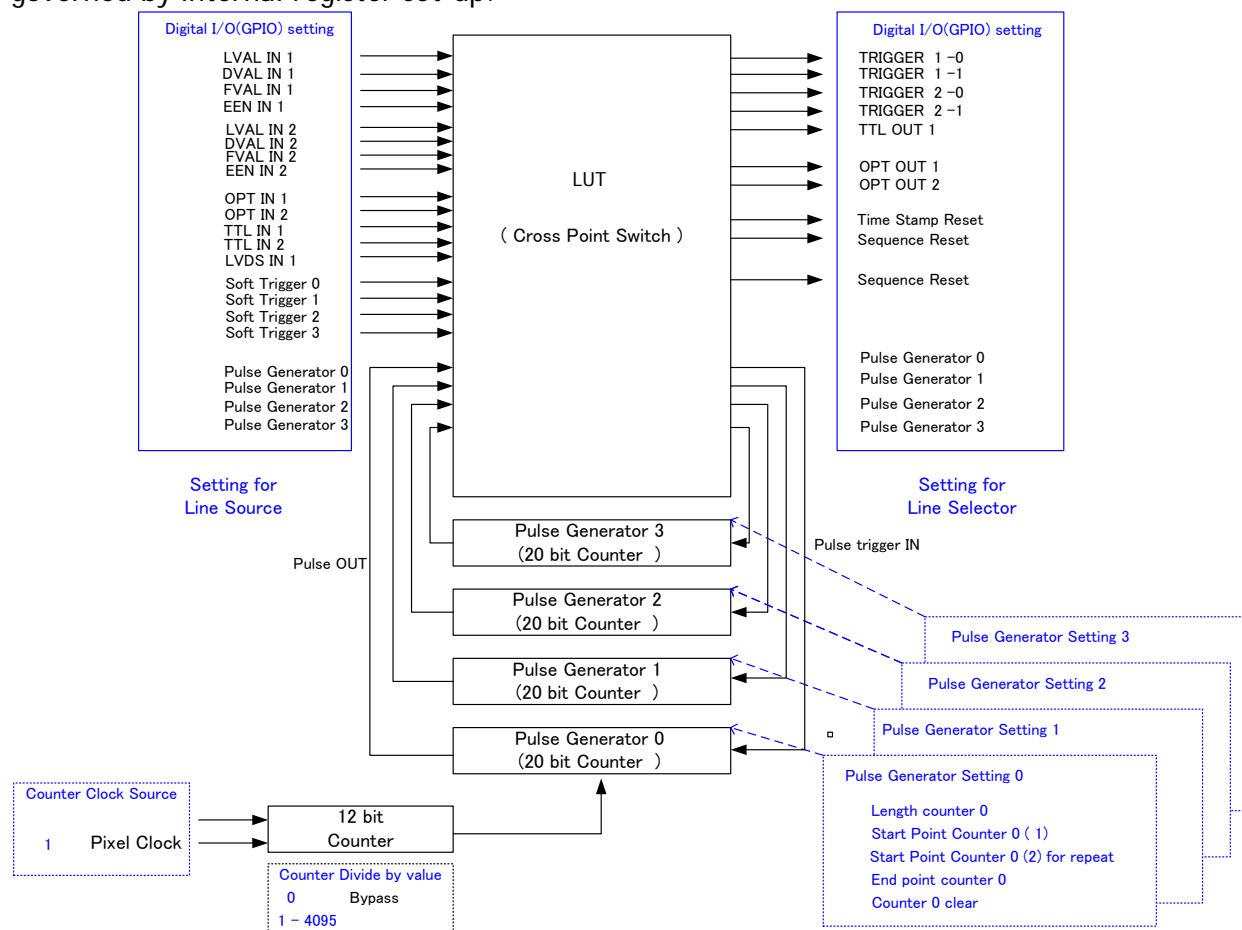 governed by internal register set-up.
Digital I/O(GPIO) setting
LVAL IN 1
DVAL IN 1
FVAL IN 1
EEN IN 1
LVAL IN 2
DVAL IN 2
FVAL IN 2
EEN IN 2
OPT IN 1
OPT IN 2
TTL IN 1
TTL IN 2
LVDS IN 1
Soft Trigger 0
Soft Trigger 1
Soft Trigger 2
Soft Trigger 3
Pulse Generator 0
Pulse Generator 1
Pulse Generator 2
Pulse Generator 3
Setting for
Line Source
LUT
( Cross Point Switch )
Digital I/O(GPIO) setting
TRIGGER 1 -0
TRIGGER 1 -1
TRIGGER 2 -0
TRIGGER 2 -1
TTL OUT 1
OPT OUT 1
OPT OUT 2
Time Stamp Reset
Sequence Reset
Sequence Reset
Pulse Generator 0
Pulse Generator 1
Pulse Generator 2
Pulse Generator 3
Setting for
Line Selector
Pulse OUT
Pulse trigger IN
Pulse Generator 3
(20 bit Counter )
Pulse Generator 2
(20 bit Counter )
Pulse Generator 1
(20 bit Counter )
Pulse Generator 0
(20 bit Counter )
Pulse Generator Setting 3
Pulse Generator Setting 2
Pulse Generator Setting 1
Pulse Generator Setting 0
Length counter 0
Start Point Counter 0 ( 1)
Start Point Counter 0 (2) for repeat
End point counter 0
Counter 0 clear
Counter Clock Source
1 Pixel Clock
12 bit
Counter
Counter Divide by value
0 Bypass
1 - 4095